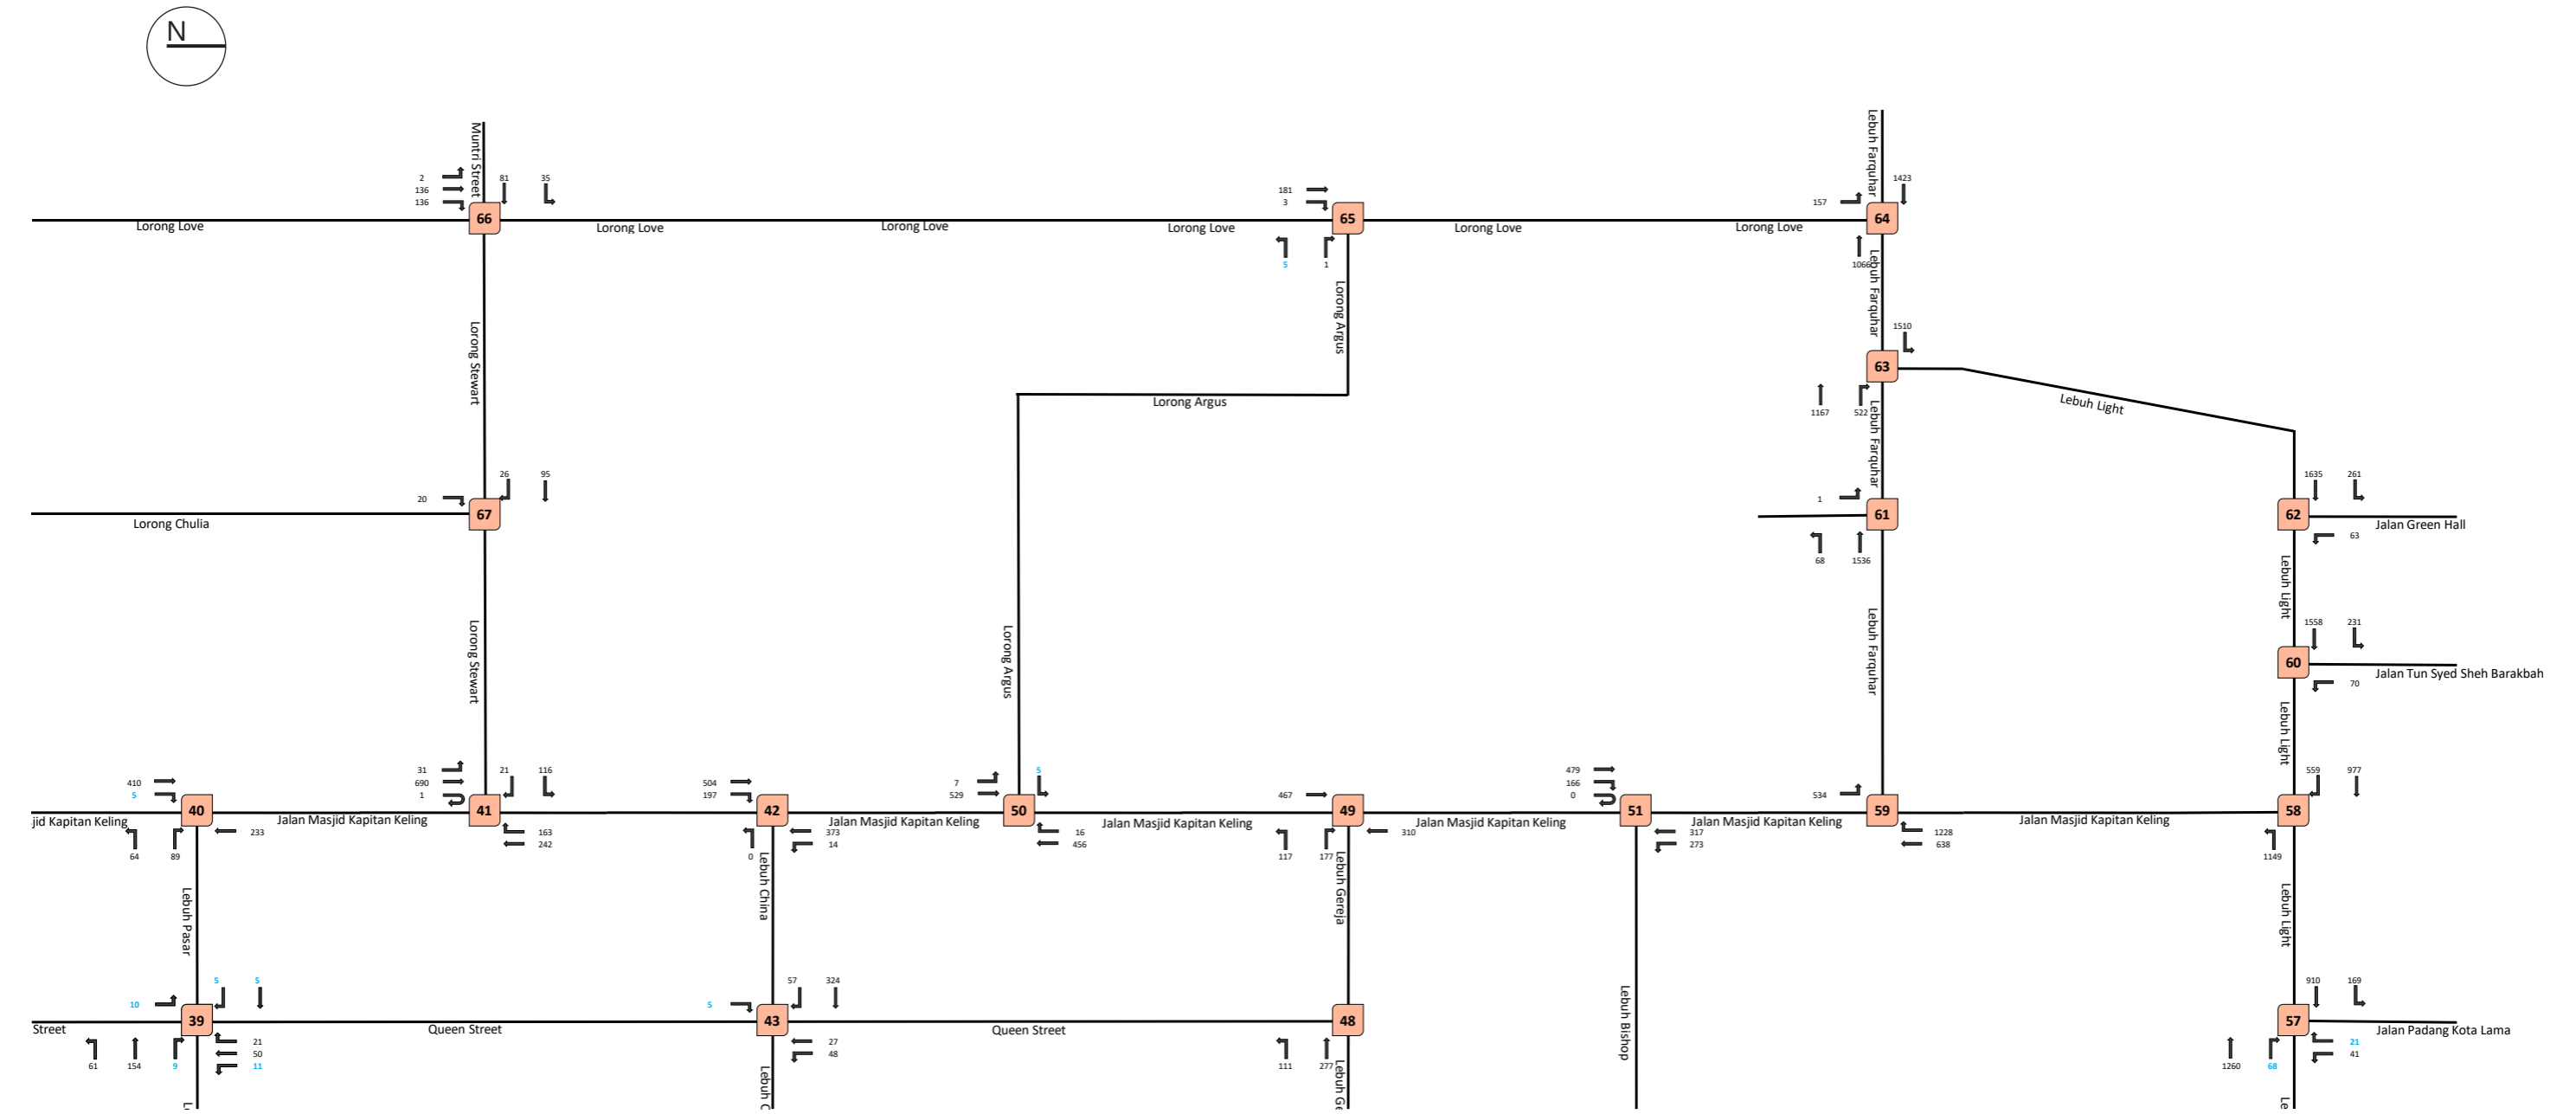 N
Muntri Street
Lebuh Farquhar
2
136
136
81
35
66
Lorong Love
Lorong Love
Lorong Love
Lorong Love
181
3
65
5
1
Lorong Love
Lorong Love
157
1423
64
1066
Lebuh Farquhar
Lorong Stewart
Lorong Argus
Lorong Argus
1510
63
1167
522
Lebuh Farquhar
Lebuh Light
20
26
95
67
Lorong Chulia
1
61
68
1536
1635
261
62
Jalan Green Hall
63
Lebuh Light
Lorong Stewart
Lorong Argus
Lebuh Farquhar
1558
231
60
Jalan Tun Syed Sheh Barakbah
70
Lebuh Light
410
5
40
jid Kapitan Keling
64
89
233
Jalan Masjid Kapitan Keling
31
690
1
21
116
41
163
242
504
197
42
0
373
14
Jalan Masjid Kapitan Keling
7
529
5
50
16
456
Jalan Masjid Kapitan Keling
467
49
117
177
310
Jalan Masjid Kapitan Keling
479
166
0
51
317
273
Jalan Masjid Kapitan Keling
534
59
1228
638
Jalan Masjid Kapitan Keling
559
977
58
1149
Lebuh Pasar
Lebuh China
Lebuh Gereja
Lebuh Bishop
Lebuh Light
10
5
5
39
Street
61
154
9
21
50
11
Queen Street
5
57
324
43
27
48
Queen Street
48
111
277
910
169
57
Jalan Padang Kota Lama
1260
68
21
41
Le
Lebuh C
Lebuh Ge
Le